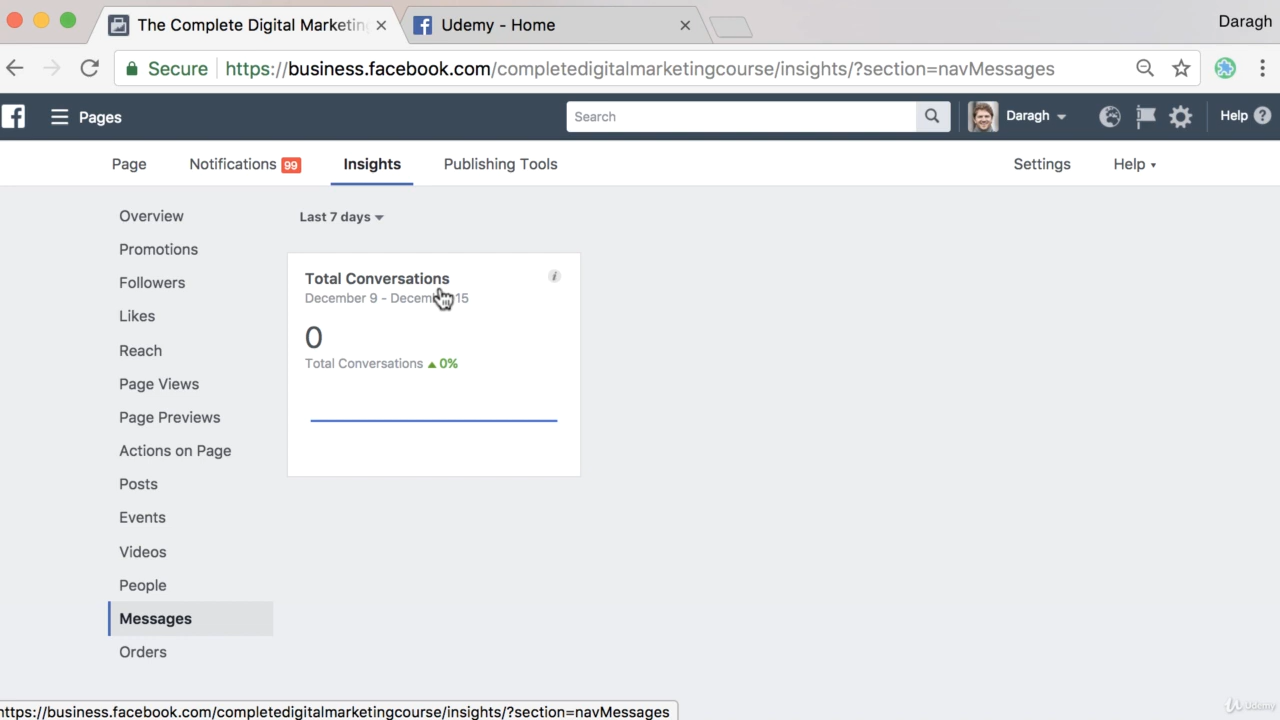 The Complete Digital Marketin
Udemy - Home
Daragh
Secure
https://business.facebook.com/completedigitalmarketingcourse/insights/?section=navMessages
Pages
Search
Daragh
Help
Page
Notifications 99
Insights
Publishing Tools
Settings
Help
Overview
Promotions
Followers
Likes
Reach
Page Views
Page Previews
Actions on Page
Posts
Events
Videos
People
Messages
Orders
Last 7 days
Total Conversations
December 9 - Decem 15
0
Total Conversations 0%
https://business.facebook.com/completedigitalmarketingcourse/insights/?section=navMessages
Udemy